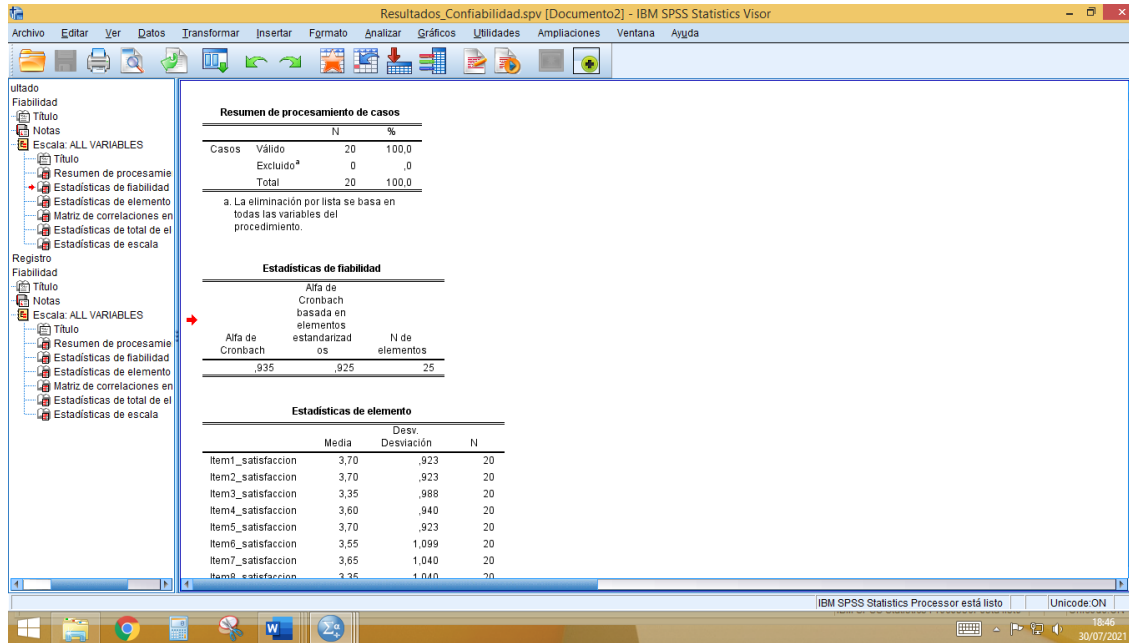 Resultados_Confiabilidad.spv [Documento2] - IBM SPSS Statistics Visor
Archivo Editar Ver Datos Transformar Insertar Formato Analizar Gráficos Utilidades Ampliaciones Ventana Ayuda
ultado
Fiabilidad
Título
Notas
Escala: ALL VARIABLES
Título
Resumen de procesamie
Estadísticas de fiabilidad
Estadísticas de elemento
Matriz de correlaciones en
Estadísticas de total de el
Estadísticas de escala
Registro
Fiabilidad
Título
Notas
Escala: ALL VARIABLES
Título
Resumen de procesamie
Estadísticas de fiabilidad
Estadísticas de elemento
Matriz de correlaciones en
Estadísticas de total de el
Estadísticas de escala
Resumen de procesamiento de casos
N %
Casos Válido 20 100,0
Excluido a 0 ,0
Total 20 100,0
a. La eliminación por lista se basa en
todas las variables del
procedimiento.
Estadísticas de fiabilidad
Alfa de
Cronbach
basada en
elementos
Alfa de estandarizad N de
Cronbach os elementos
,935 ,925 25
Estadísticas de elemento
Desv.
Media Desviación N
Item1_satisfaccion 3,70 ,923 20
Item2_satisfaccion 3,70 ,923 20
Item3_satisfaccion 3,35 ,988 20
Item4_satisfaccion 3,60 ,940 20
Item5_satisfaccion 3,70 ,923 20
Item6_satisfaccion 3,55 1,099 20
Item7_satisfaccion 3,65 1,040 20
Item8_satisfaccion 3,35 1,040 20
IBM SPSS Statistics Processor está listo Unicode:ON
18:46
30/07/2021